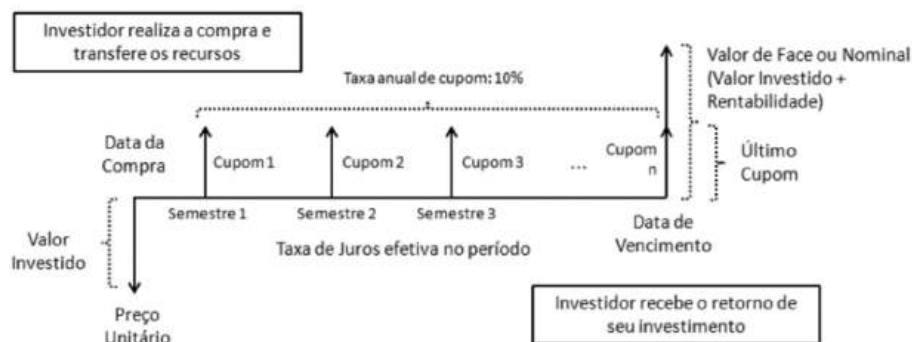 Investidor realiza a compra e
transfere os recursos
Taxa anual de cupom: 10%
Valor de Face ou Nominal
(Valor Investido +
Rentabilidade)
Data da
Compra
Cupom 1
Cupom 2
Cupom 3
...
Cupom
n
Último
Cupom
Semestre 1
Semestre 2
Semestre 3
Data de
Vencimento
Valor
Investido
Taxa de Juros efetiva no período
Preço
Unitário
Investidor recebe o retorno de
seu investimento